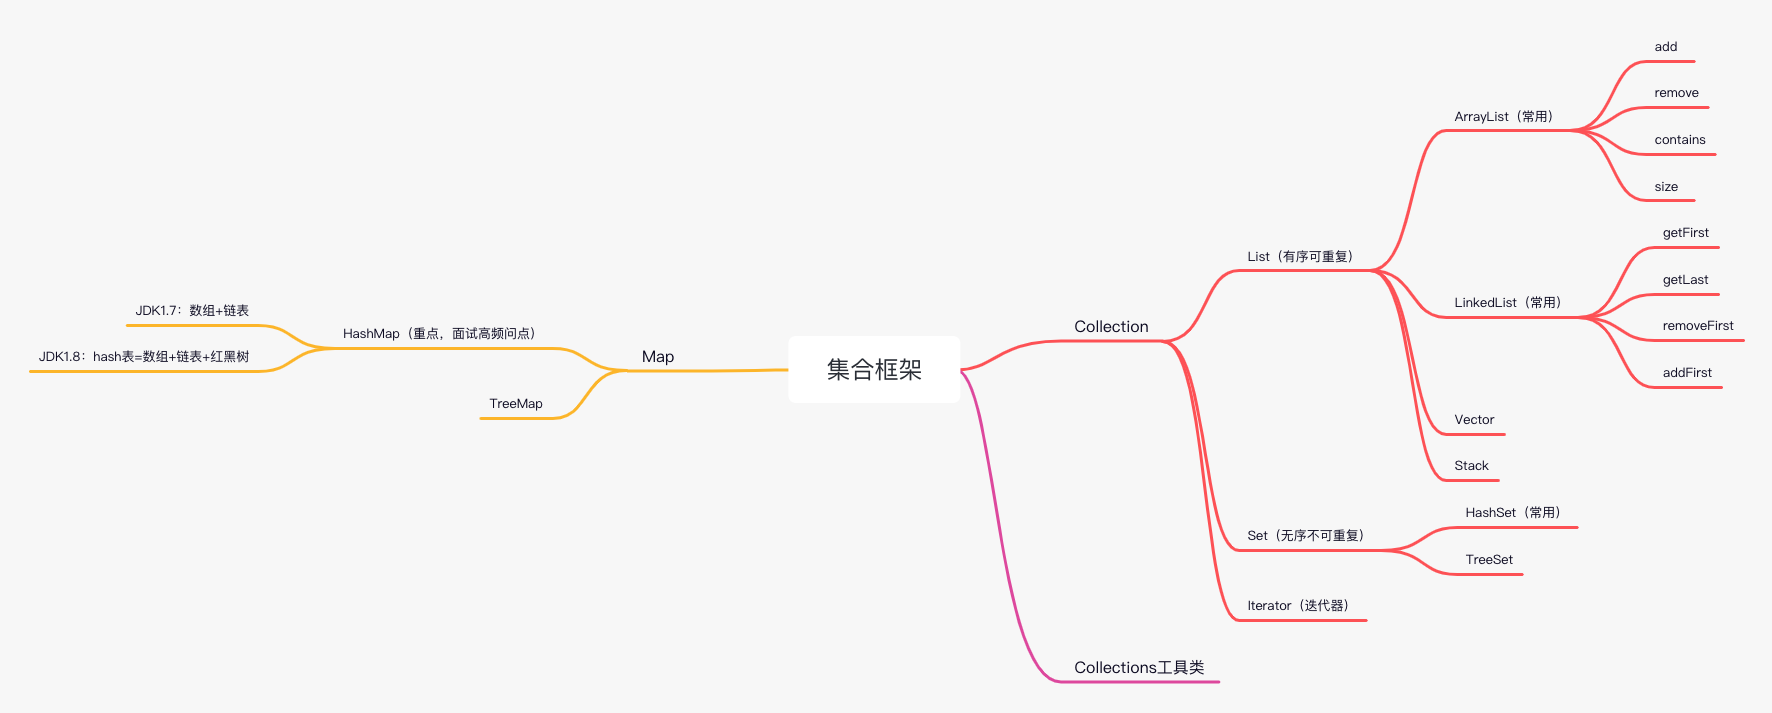 集合框架
Collection
List（有序可重复）
ArrayList（常用）
add
remove
contains
size
LinkedList（常用）
getFirst
getLast
removeFirst
addFirst
Vector
Stack
Set（无序不可重复）
HashSet（常用）
TreeSet
Iterator（迭代器）
Collections工具类
Map
HashMap（重点，面试高频问点）
JDK1.7：数组+链表
JDK1.8：hash表=数组+链表+红黑树
TreeMap